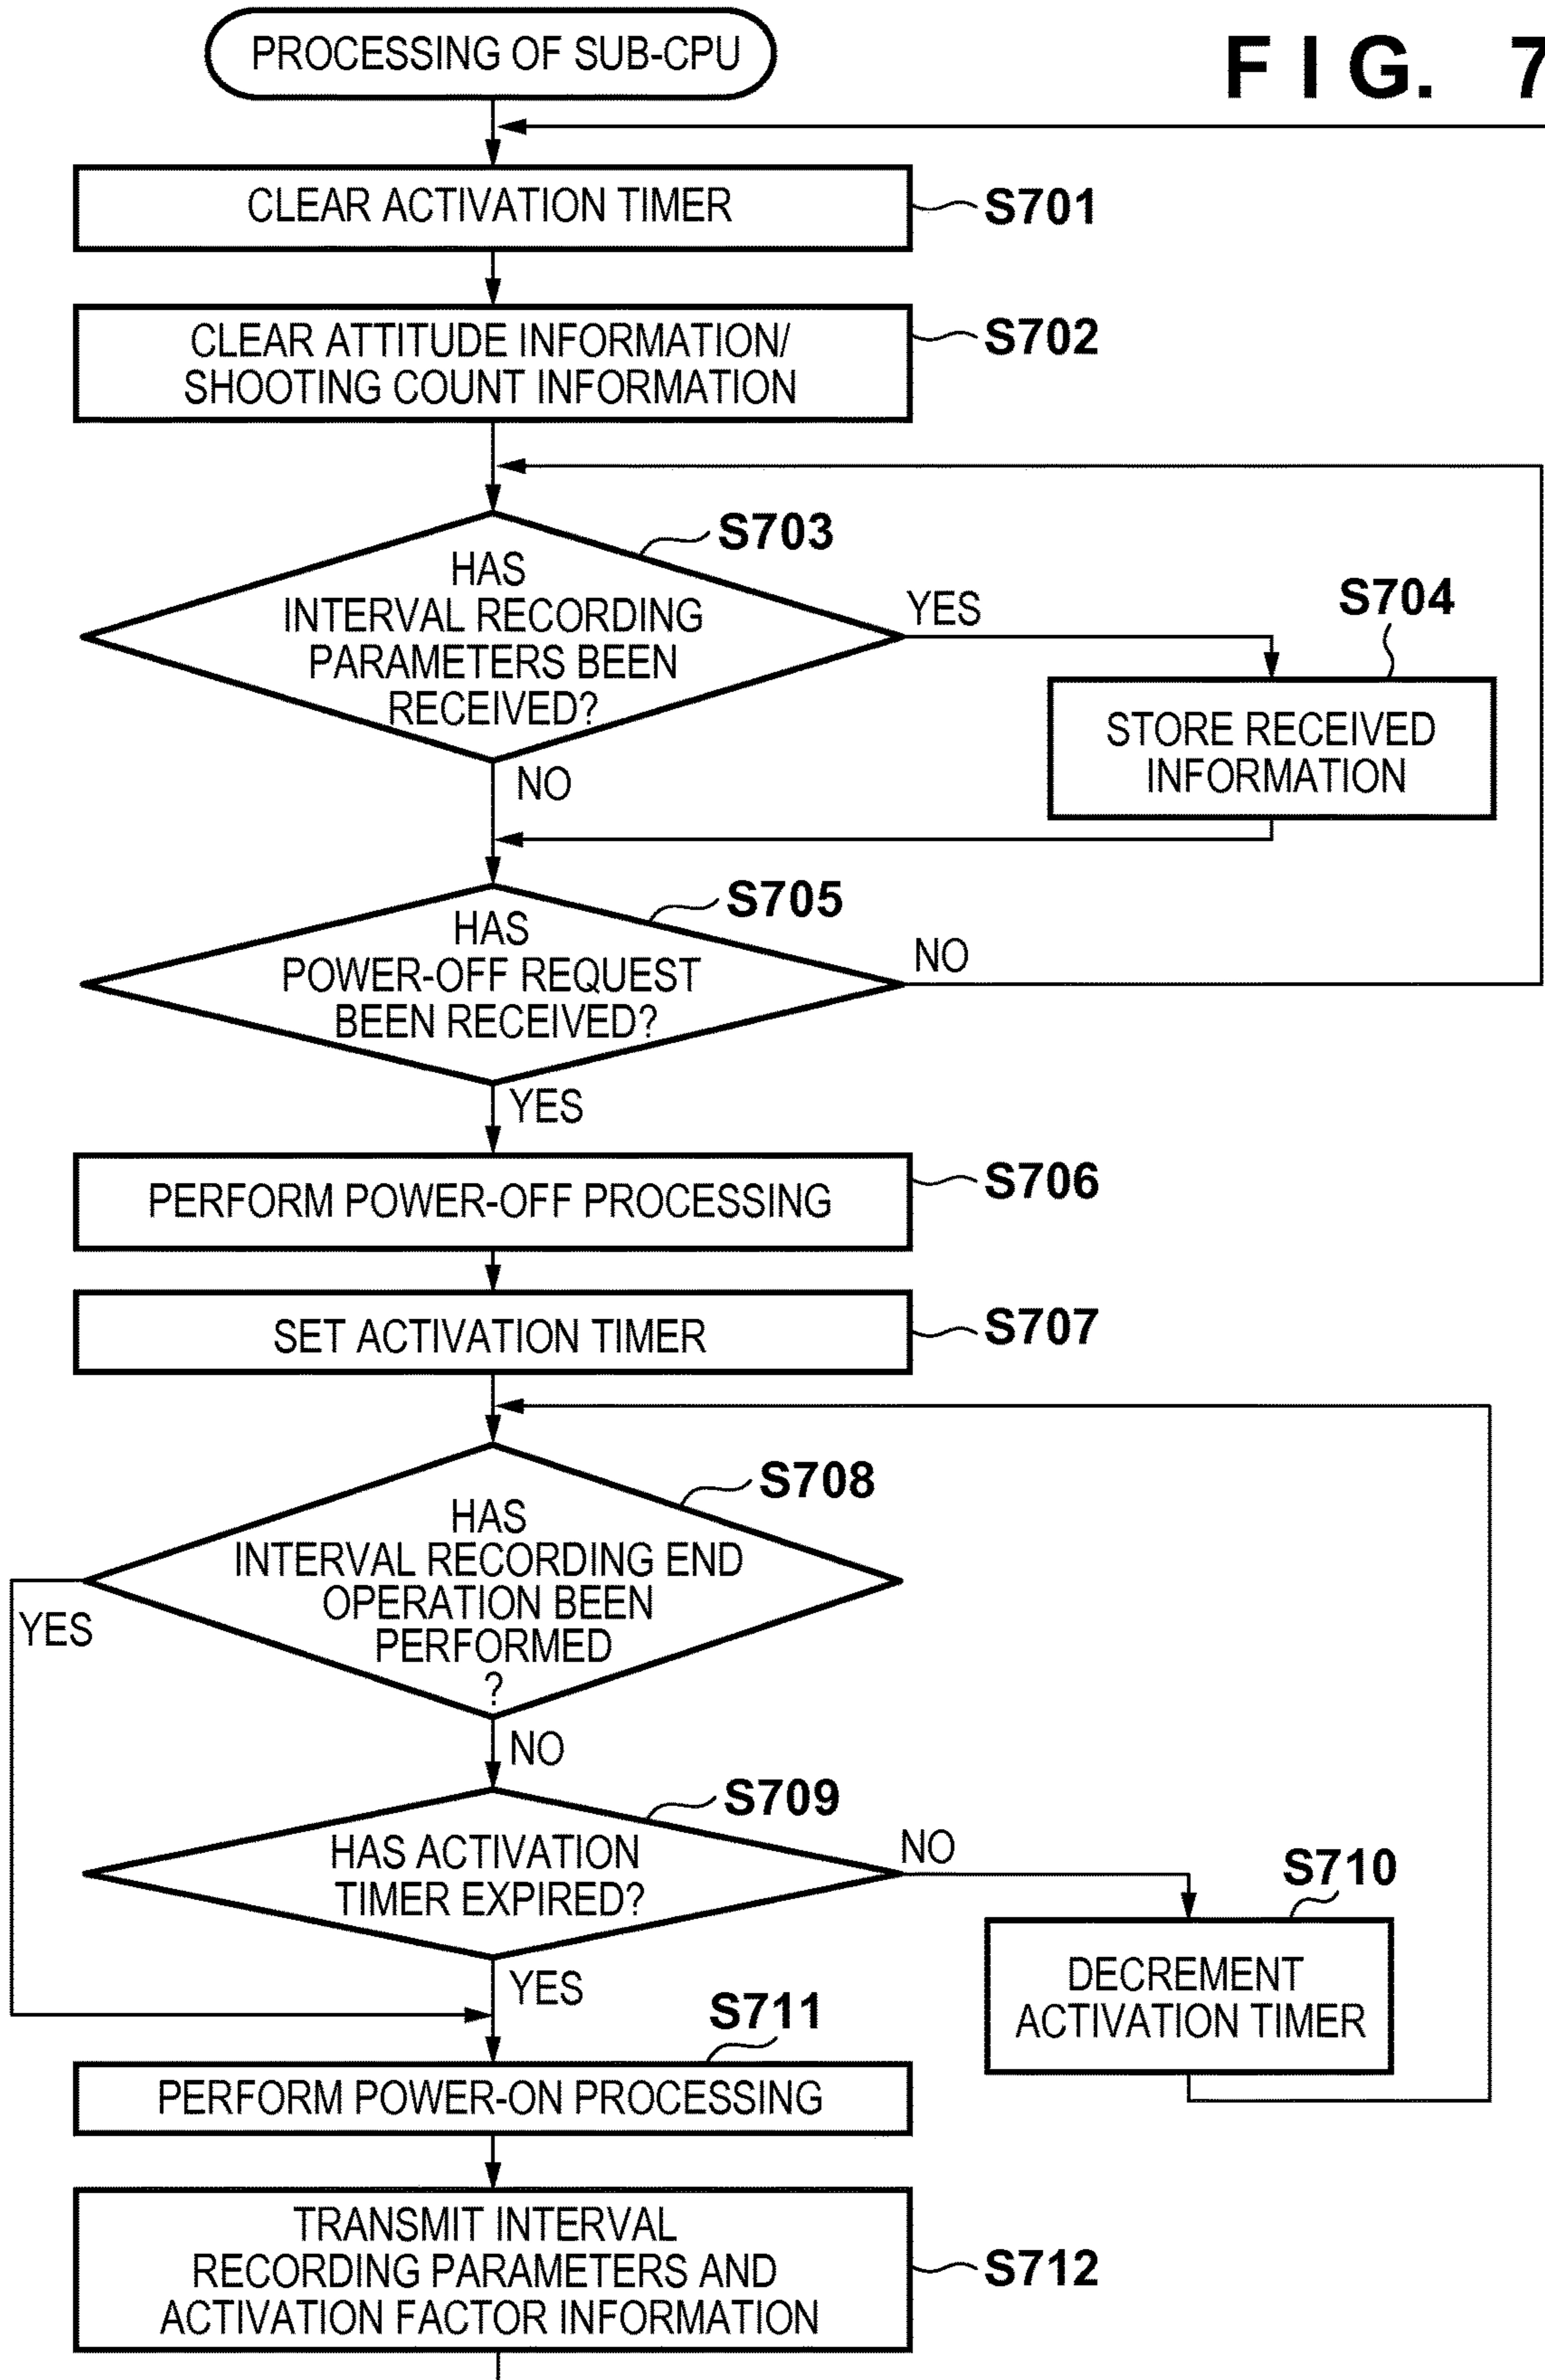 PROCESSING OF SUB-CPU
FIG. 7
CLEAR ACTIVATION TIMER
S701
CLEAR ATTITUDE INFORMATION/
SHOOTING COUNT INFORMATION
S702
S703
HAS
INTERVAL RECORDING
PARAMETERS BEEN
RECEIVED?
YES
NO
S704
STORE RECEIVED
INFORMATION
S705
HAS
POWER-OFF REQUEST
BEEN RECEIVED?
NO
YES
PERFORM POWER-OFF PROCESSING
S706
SET ACTIVATION TIMER
S707
S708
HAS
INTERVAL RECORDING END
OPERATION BEEN
PERFORMED
?
YES
NO
S709
HAS ACTIVATION
TIMER EXPIRED?
NO
YES
S710
DECREMENT
ACTIVATION TIMER
S711
PERFORM POWER-ON PROCESSING
TRANSMIT INTERVAL
RECORDING PARAMETERS AND
ACTIVATION FACTOR INFORMATION
S712